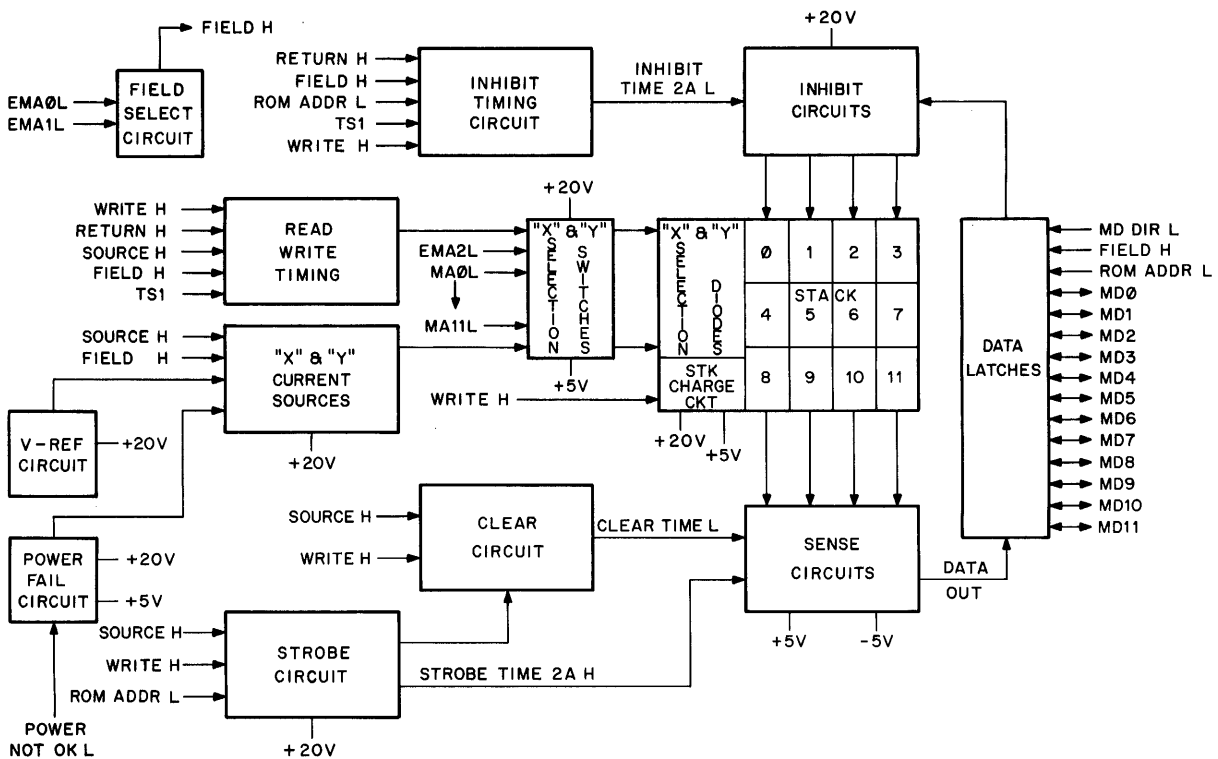 FIELD H
EMAØL
EMA1L
FIELD
SELECT
CIRCUIT
RETURN H
FIELD H
ROM ADDR L
TS1
WRITE H
INHIBIT
TIMING
CIRCUIT
INHIBIT
TIME 2A L
+20V
INHIBIT
CIRCUITS
WRITE H
RETURN H
SOURCE H
FIELD H
TS1
READ
WRITE
TIMING
+20V
EMA2L
MAØL
MA11L
"X" & "Y"
SELECTION
SWITCHES
+5V
"X" & "Y"
SELECTION
DIODES
STK
CHARGE
CKT
WRITE H
+20V
+5V
Ø 1 2 3
STACK
4 5 6 7
8 9 10 11
SOURCE H
FIELD H
"X" & "Y"
CURRENT
SOURCES
+20V
V-REF
CIRCUIT
+20V
POWER
FAIL
CIRCUIT
+20V
+5V
POWER
NOT OK L
SOURCE H
WRITE H
CLEAR
CIRCUIT
CLEAR TIME L
SOURCE H
WRITE H
ROM ADDR L
STROBE
CIRCUIT
+20V
STROBE TIME 2A H
SENSE
CIRCUITS
+5V
-5V
DATA
OUT
DATA
LATCHES
MD DIR L
FIELD H
ROM ADDR L
MDØ
MD1
MD2
MD3
MD4
MD5
MD6
MD7
MD8
MD9
MD10
MD11